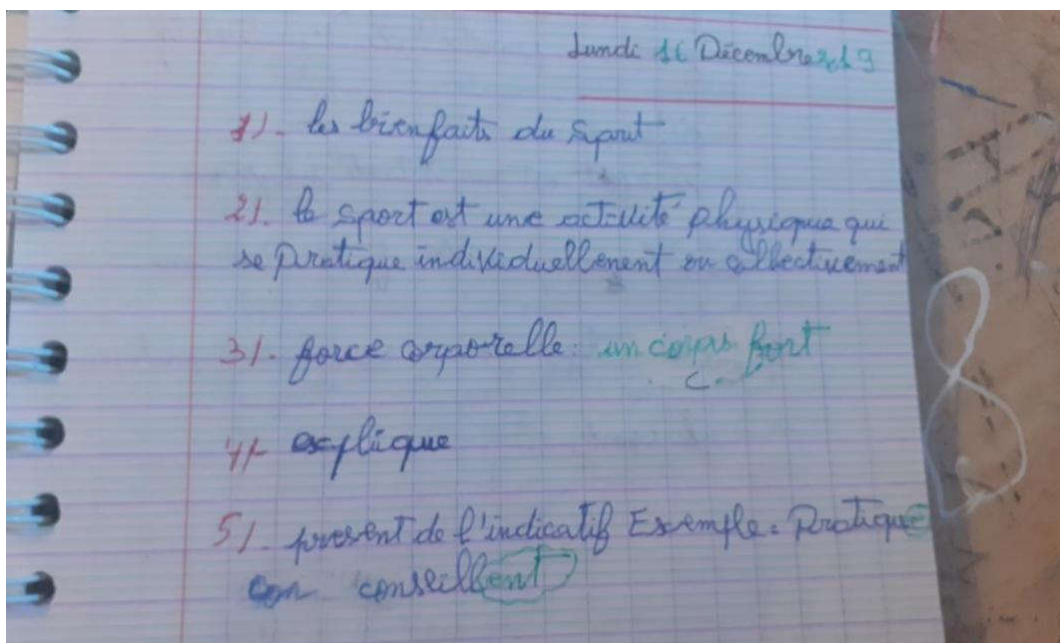 Lundi 16 Décembre 2019
1). les bienfaits du sport
2). le sport est une activité physique qui
se pratique individuellement ou collectivement
3). force corporelle : un corps fort
4)- explique
5). present de l'indicatif Exemple : Pratique
conseillent